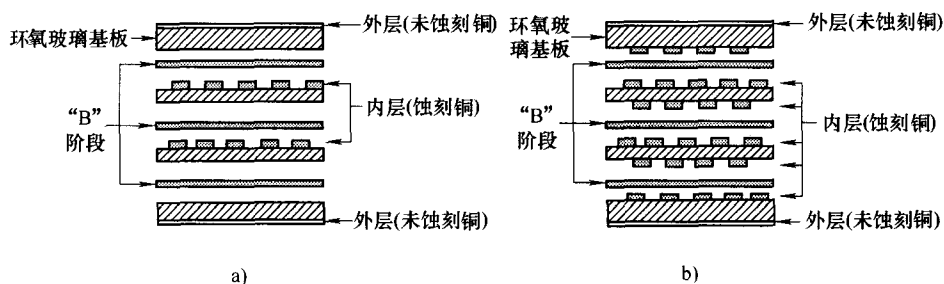 外层(未蚀刻铜)
环氧玻璃基板
“B”
阶段
内层(蚀刻铜)
外层(未蚀刻铜)
a)
外层(未蚀刻铜)
环氧玻
璃基板
“B”
阶段
内层(蚀刻铜)
外层(未蚀刻铜)
b)